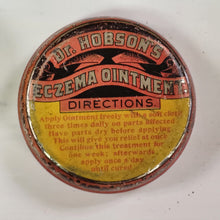 Dr. HOBSON'S
ECZEMA OINTMENT
DIRECTIONS.
Apply Ointment freely with a soft cloth
three times daily on parts infected
Have parts dry before applying.
This will give you relief at once
Continue this treatment for
one week; afterwards,
apply once a day
until cured